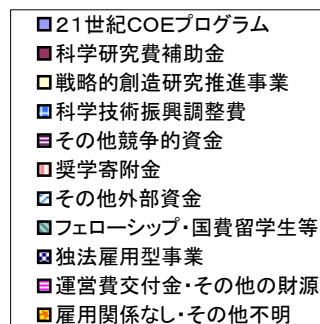 21世紀COEプログラム
科学研究費補助金
戦略的創造研究推進事業
科学技術振興調整費
その他競争的資金
奨学寄附金
その他外部資金
フェローシップ・国費留学生等
独法雇用型事業
運営費交付金・その他の財源
雇用関係なし・その他不明